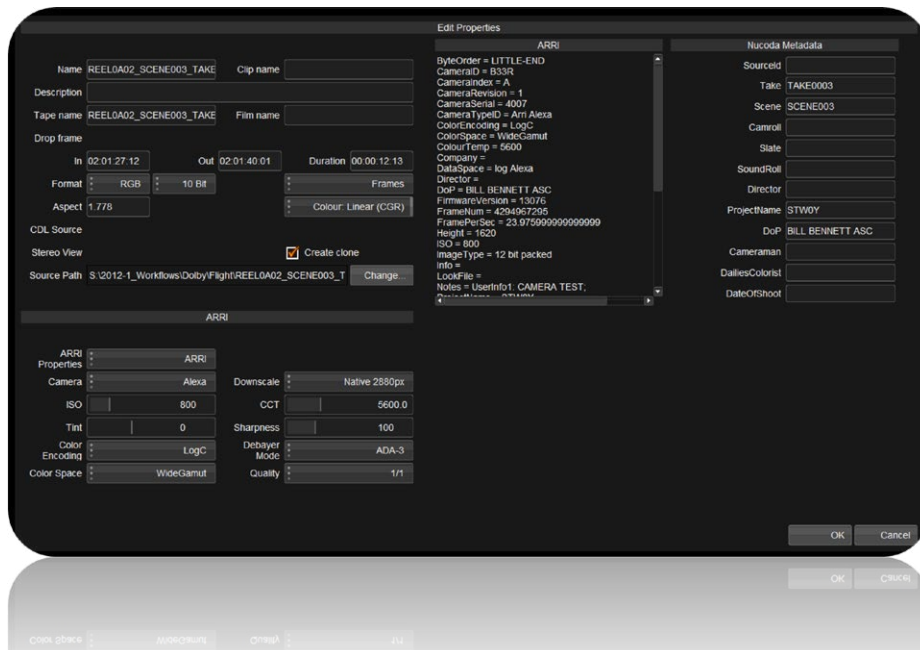 Edit Properties
Name REEL0A02_SCENE003_TAKE Clip name
Description
Tape name REEL0A02_SCENE003_TAKE Film name
Drop frame
In 02:01:27:12 Out 02:01:40:01 Duration 00:00:12:13
Format RGB 10 Bit Frames
Aspect 1.778 Colour: Linear (CGR)
CDL Source
Stereo View Create clone
Source Path S:\2012-1_Workflows\Dolby\Flight\REEL0A02_SCENE003_T Change...
ARRI
ARRI Properties ARRI
Camera Alexa Downscale Native 2880px
ISO 800 CCT 5600.0
Tint 0 Sharpness 100
Color Encoding LogC Debayer Mode ADA-3
Color Space WideGamut Quality 1/1
ARRI
ByteOrder = LITTLE-END
CameraID = B33R
CameraIndex = A
CameraRevision = 1
CameraSerial = 4007
CameraTypeID = Arri Alexa
ColorEncoding = LogC
ColorSpace = WideGamut
ColourTemp = 5600
Company =
DataSpace = log Alexa
Director =
DoP = BILL BENNETT ASC
FirmwareVersion = 13076
FrameNum = 4294967295
FramePerSec = 23.975999999999999
Height = 1620
ISO = 800
ImageType = 12 bit packed
Info =
LookFile =
Notes = UserInfo1: CAMERA TEST;
ProjectName = STW0Y
Nucoda Metadata
SourceId
Take TAKE0003
Scene SCENE003
Camroll
Slate
SoundRoll
Director
ProjectName STW0Y
DoP BILL BENNETT ASC
Cameraman
DailiesColorist
DateOfShoot
OK Cancel